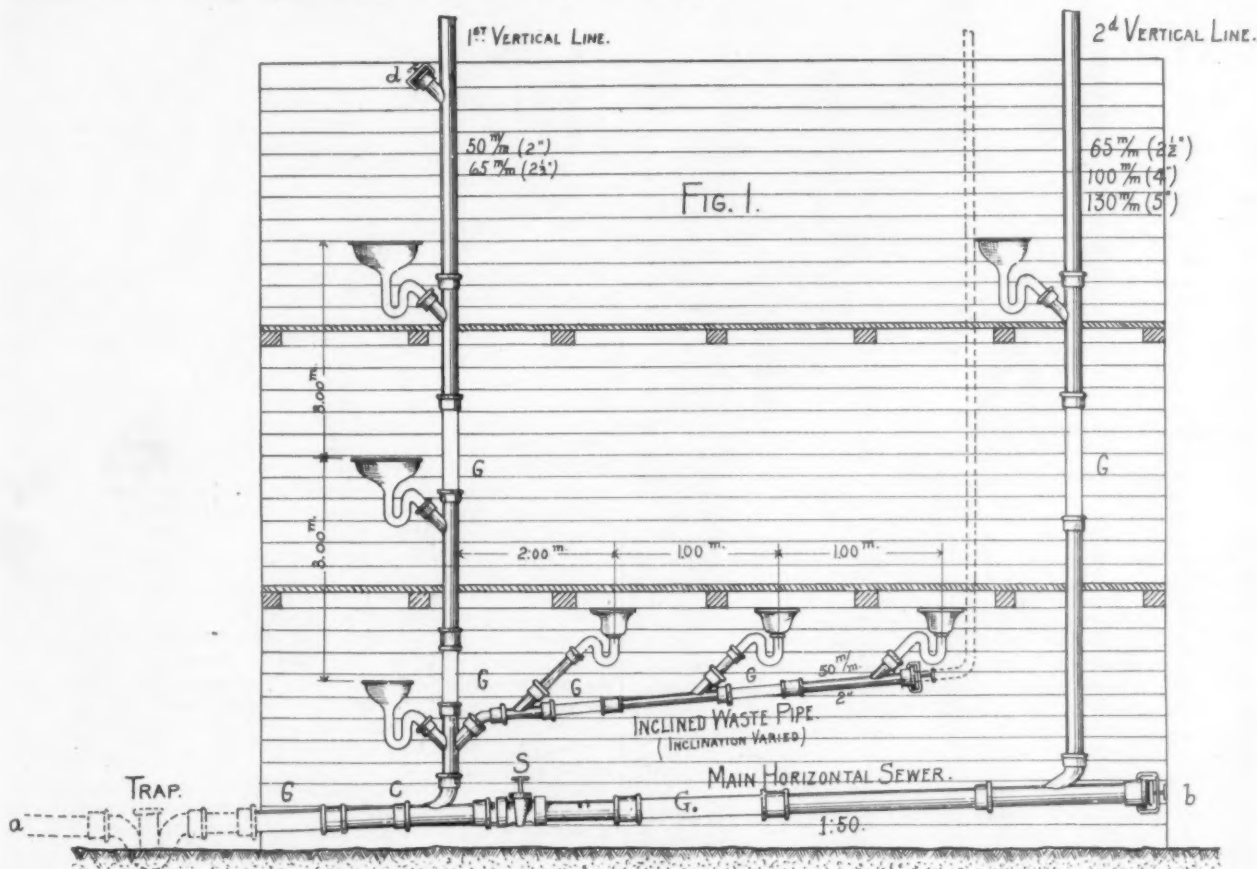 1ST VERTICAL LINE.
2d VERTICAL LINE.
d
50 m/m (2")
65 m/m (2½")
65 m/m (2½")
100 m/m (4")
130 m/m (5")
FIG. 1.
3.00 m.
G
G
3.00 m.
2.00 m.
1.00 m.
1.00 m.
G
G
G
50 m/m.
2"
INCLINED WASTE PIPE.
(INCLINATION VARIED)
TRAP.
G
C
S
MAIN HORIZONTAL SEWER.
a
G.
b
1:50.